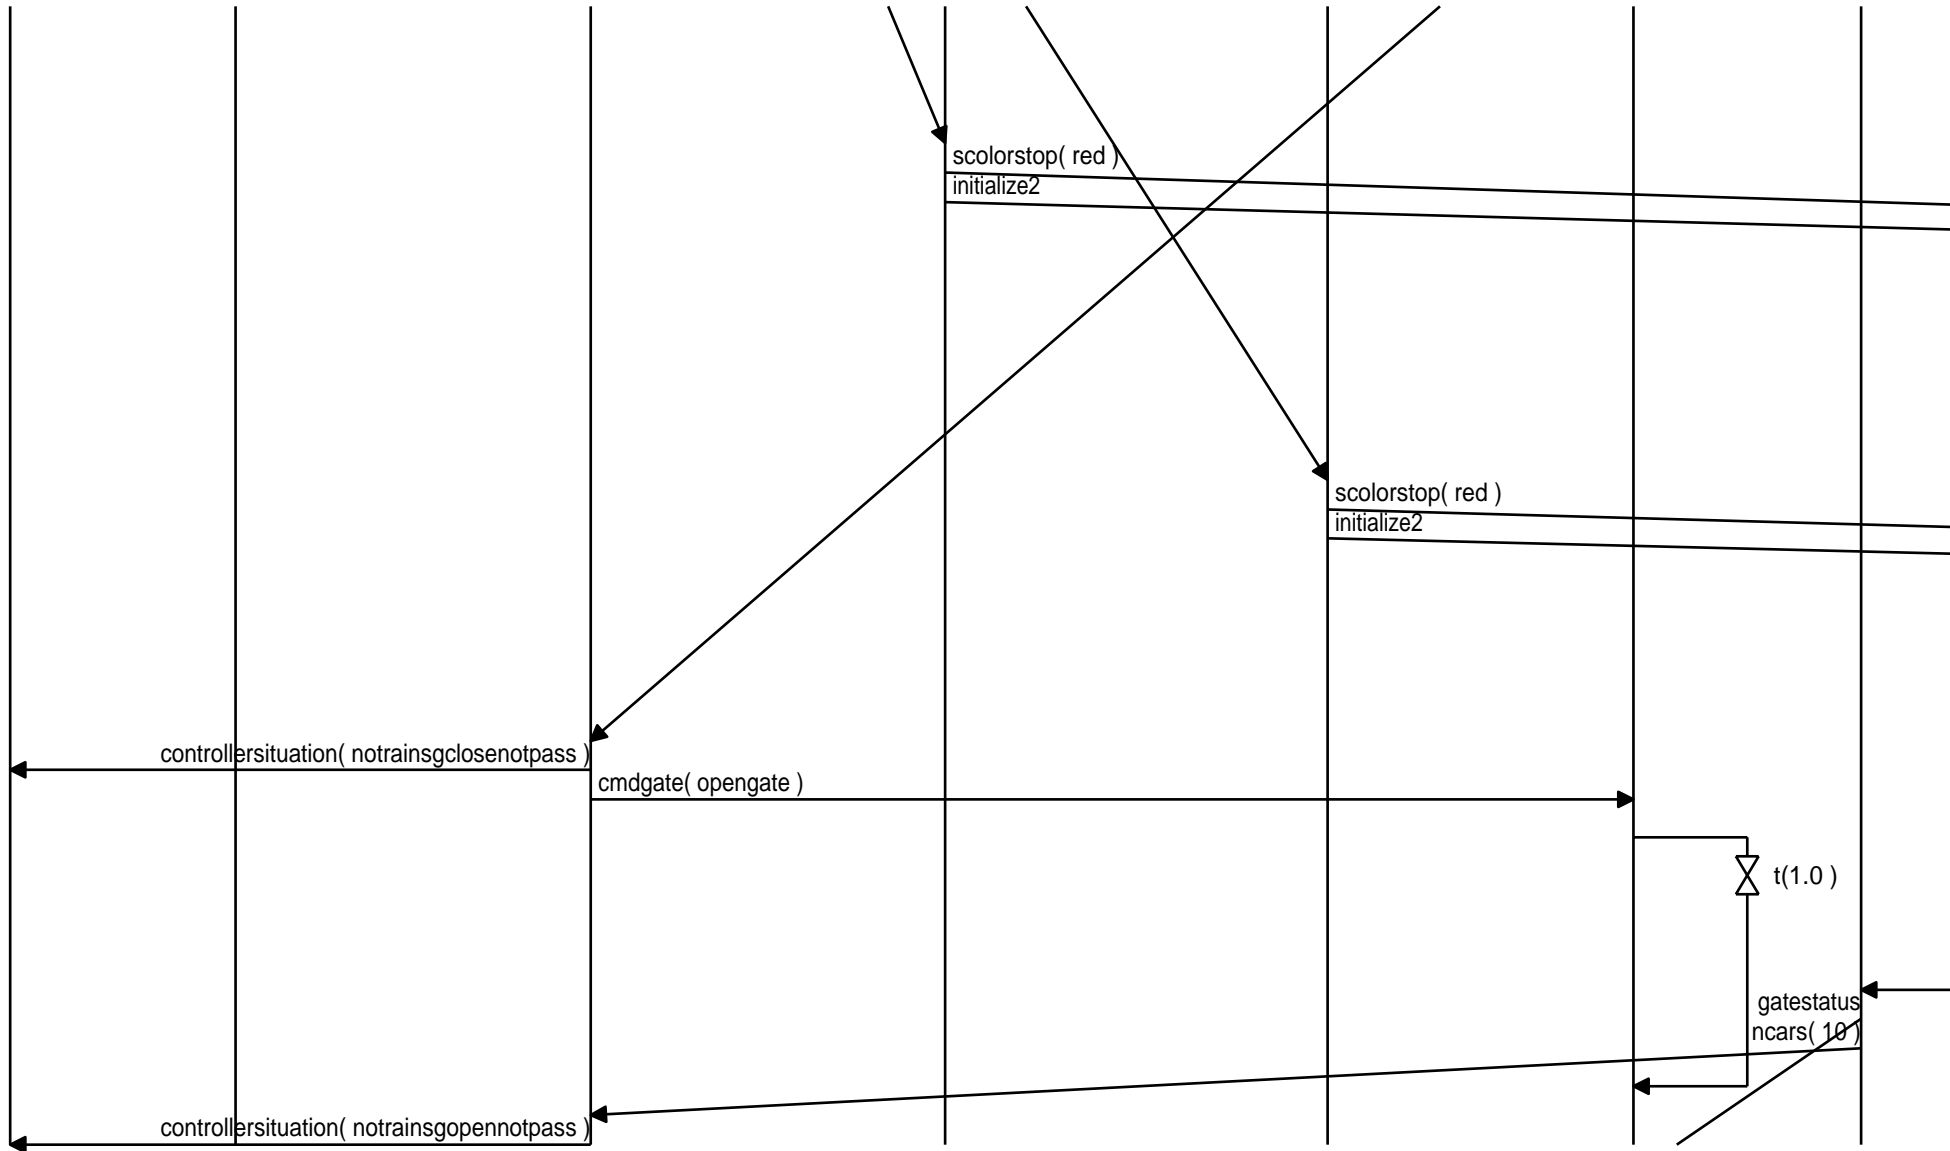 scolorstop( red )
initialize2
scolorstop( red )
initialize2
controllersituation( notrainsgclosenotpass )
cmdgate( opengate )
t(1.0 )
gatestatus
ncars( 10 )
controllersituation( notrainsgopennotpass )